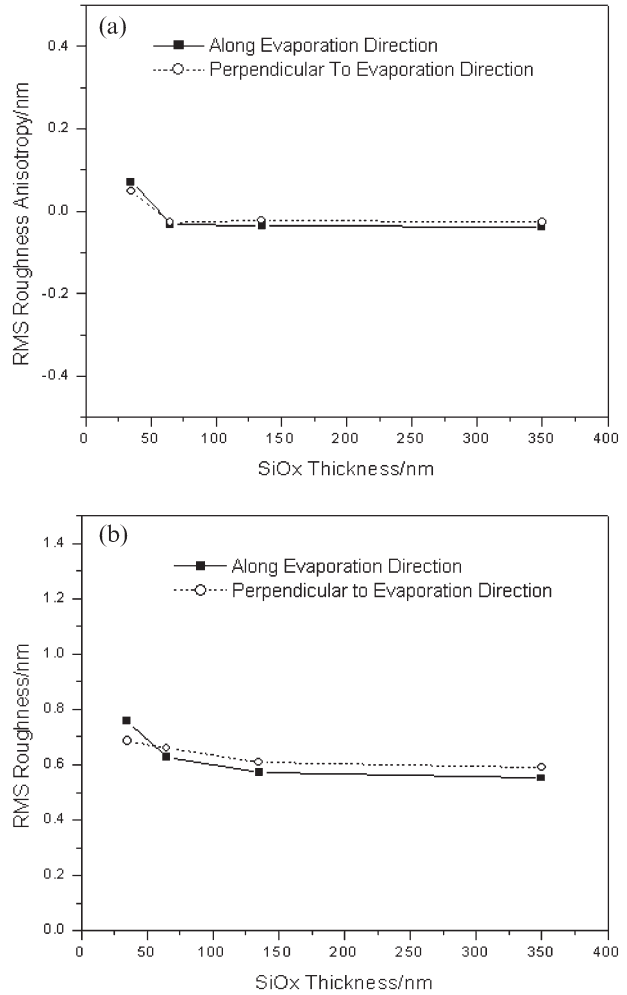 (a)
Along Evaporation Direction
Perpendicular To Evaporation Direction
RMS Roughness Anisotropy/nm
0.4
0.2
0.0
-0.2
-0.4
0 50 100 150 200 250 300 350 400
SiOx Thickness/nm
(b)
Along Evaporation Direction
Perpendicular to Evaporation Direction
RMS Roughness/nm
1.4
1.2
1.0
0.8
0.6
0.4
0.2
0.0
0 50 100 150 200 250 300 350 400
SiOx Thickness/nm